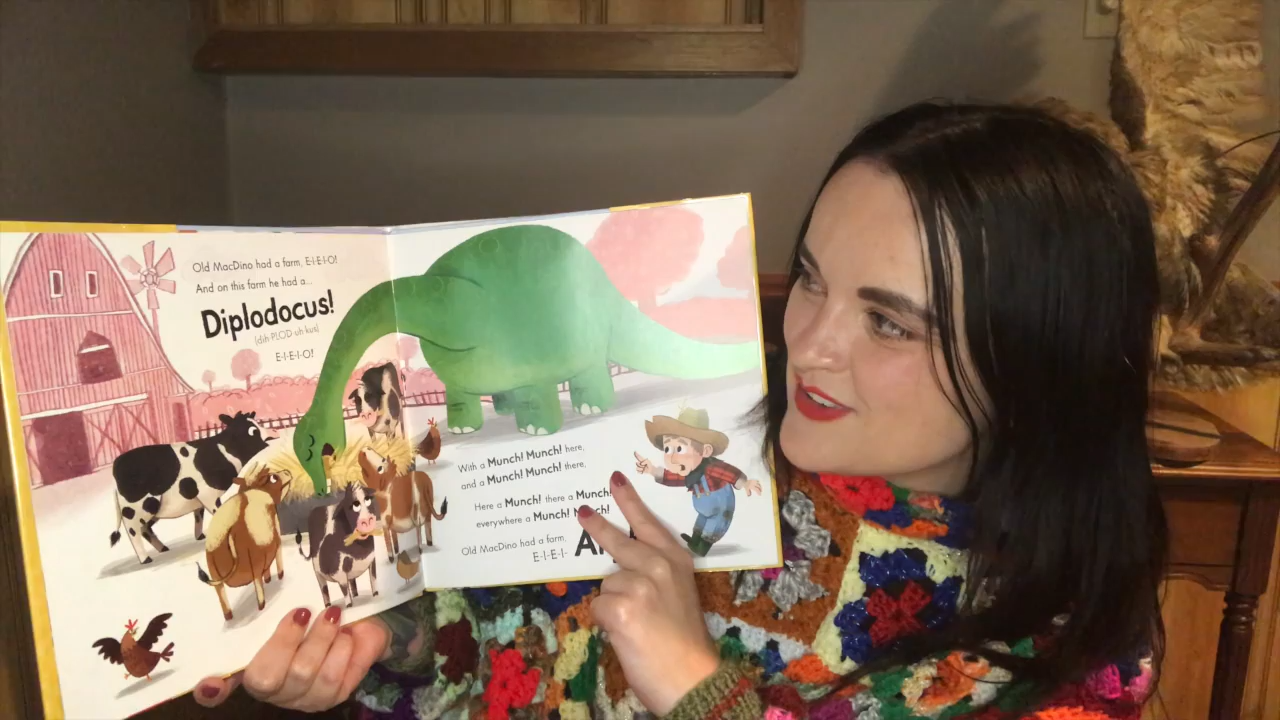 Old MacDino had a farm, E-I-E-I-O!
And on this farm he had a...
Diplodocus!
(dih-PLOD-uh-kus)
E-I-E-I-O!
With a Munch! Munch! here,
and a Munch! Munch! there,
Here a Munch! there a Munch!
everywhere a Munch! Munch!
Old MacDino had a farm,
E-I-E-I-